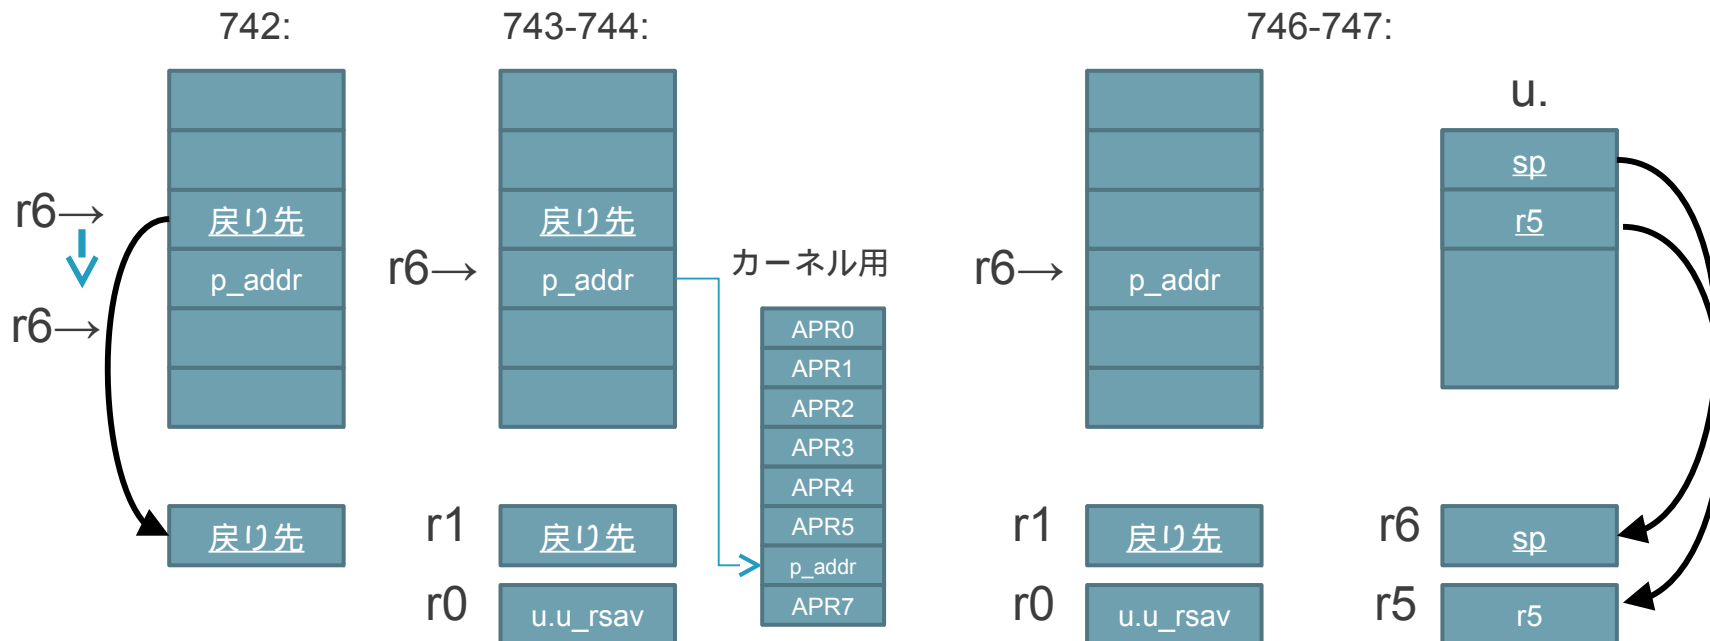 742:
r6→
r6→
戻り先
p_addr
戻り先
743-744:
r6→
戻り先
p_addr
r1
戻り先
r0
u.u_rsav
カーネル用
APR0
APR1
APR2
APR3
APR4
APR5
p_addr
APR7
746-747:
r6→
p_addr
r1
戻り先
r0
u.u_rsav
u.
sp
r5
r6
sp
r5
r5